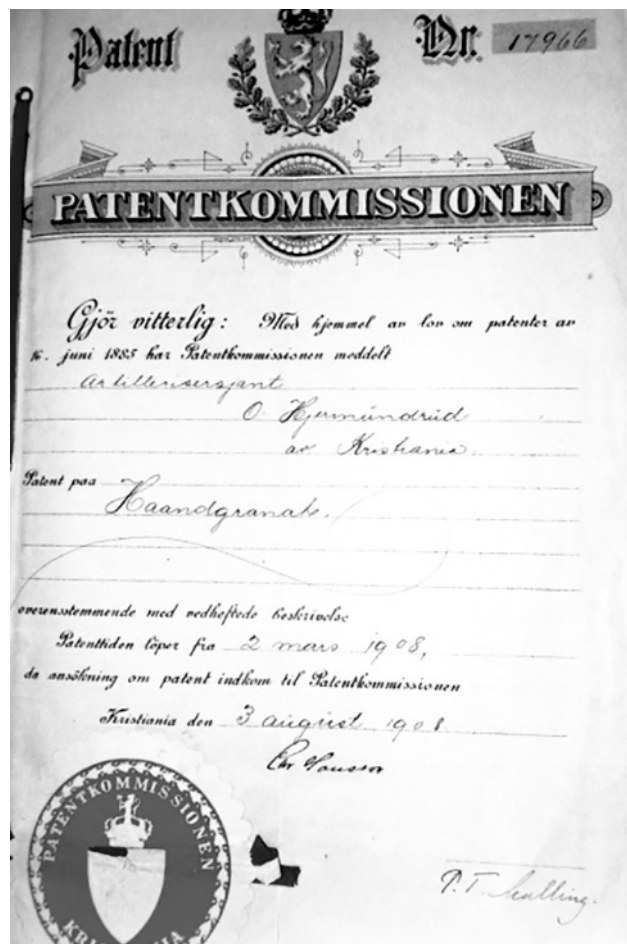 Patent Nr. 17966
PATENTKOMMISSIONEN
Gjör vitterlig: Med hjemmel av lov om patenter av
16. juni 1885 har Patentkommissionen meddelt
Artillerisersjant
O. Hjermundrud
av Kristiania
Patent paa
Haandgranat.
overensstemmende med vedheftede beskrivelse
Patenttiden löper fra 2 mars 1908,
da ansökning om patent indkom til Patentkommissionen
Kristiania den 3 august 1908
PATENTKOMMISSIONEN
P. T.